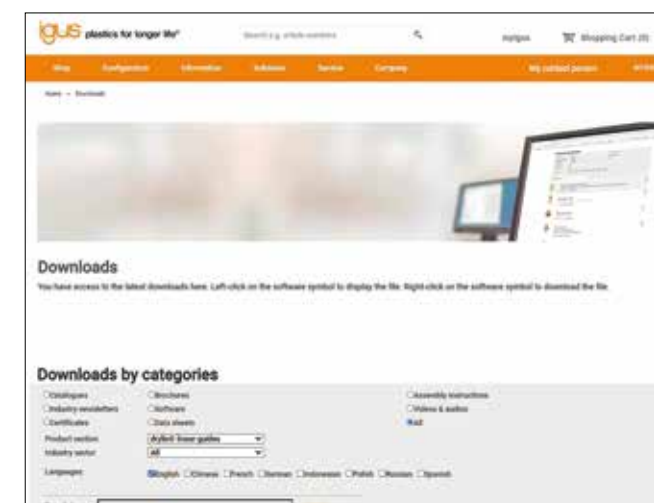 igus plastics for longer life®
Search e.g. article numbers
myigus Shopping Cart (0)
Shop Configurators Information Industries Service Company My contact person
Home Downloads
Downloads
You have access to the latest downloads here. Left-click on the software symbol to display the file. Right-click on the software symbol to download the file.
Downloads by categories
Catalogues Brochures Assembly instructions
Industry newsletters Software Videos & audios
Certificates Data sheets All
Product section drylin® linear guides
Industry sector All
Languages English Chinese French German Indonesian Polish Russian Spanish